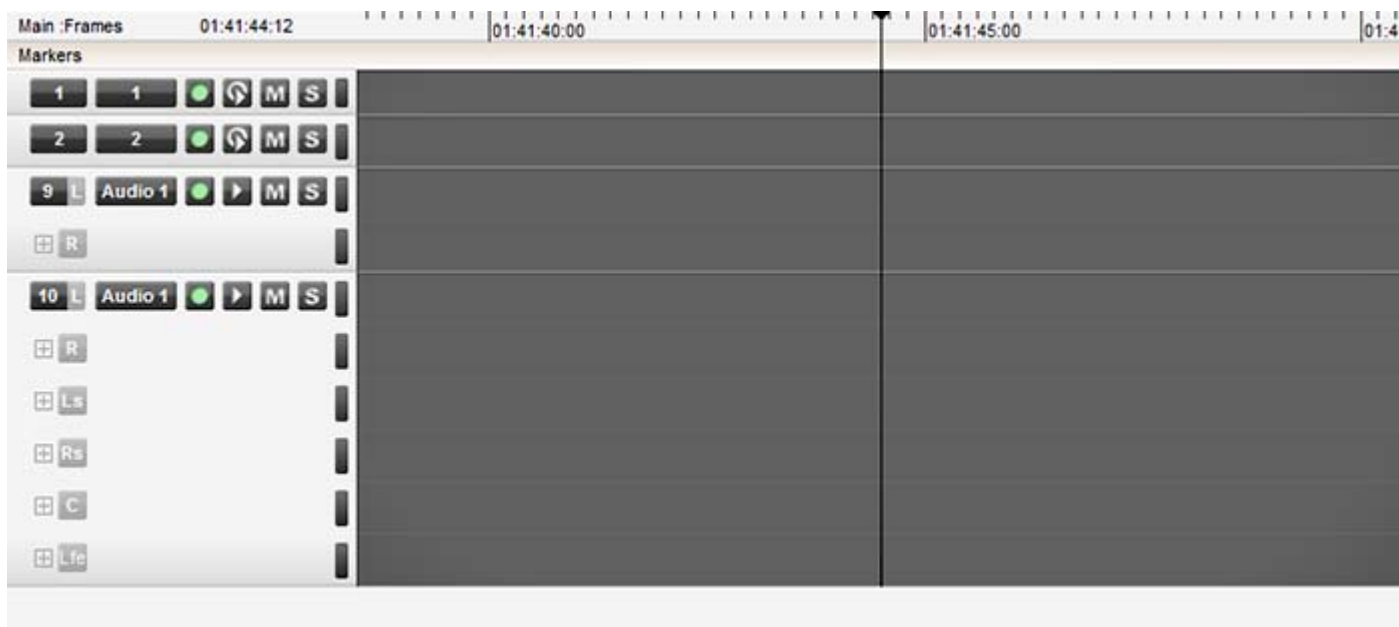 Main :Frames 01:41:44:12 01:41:40:00 01:41:45:00 01:4
Markers
1 1 M S
2 2 M S
9 L Audio 1 M S
R
10 L Audio 1 M S
R
Ls
Rs
C
Lfe